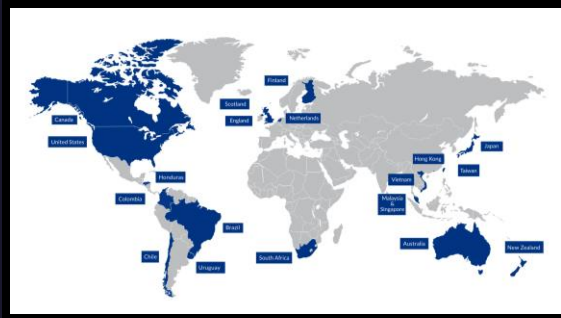 Finland
Scotland
England
Netherlands
Canada
United States
Honduras
Colombia
Brazil
Chile
Uruguay
South Africa
Hong Kong
Japan
Taiwan
Vietnam
Malaysia
&
Singapore
Australia
New Zealand